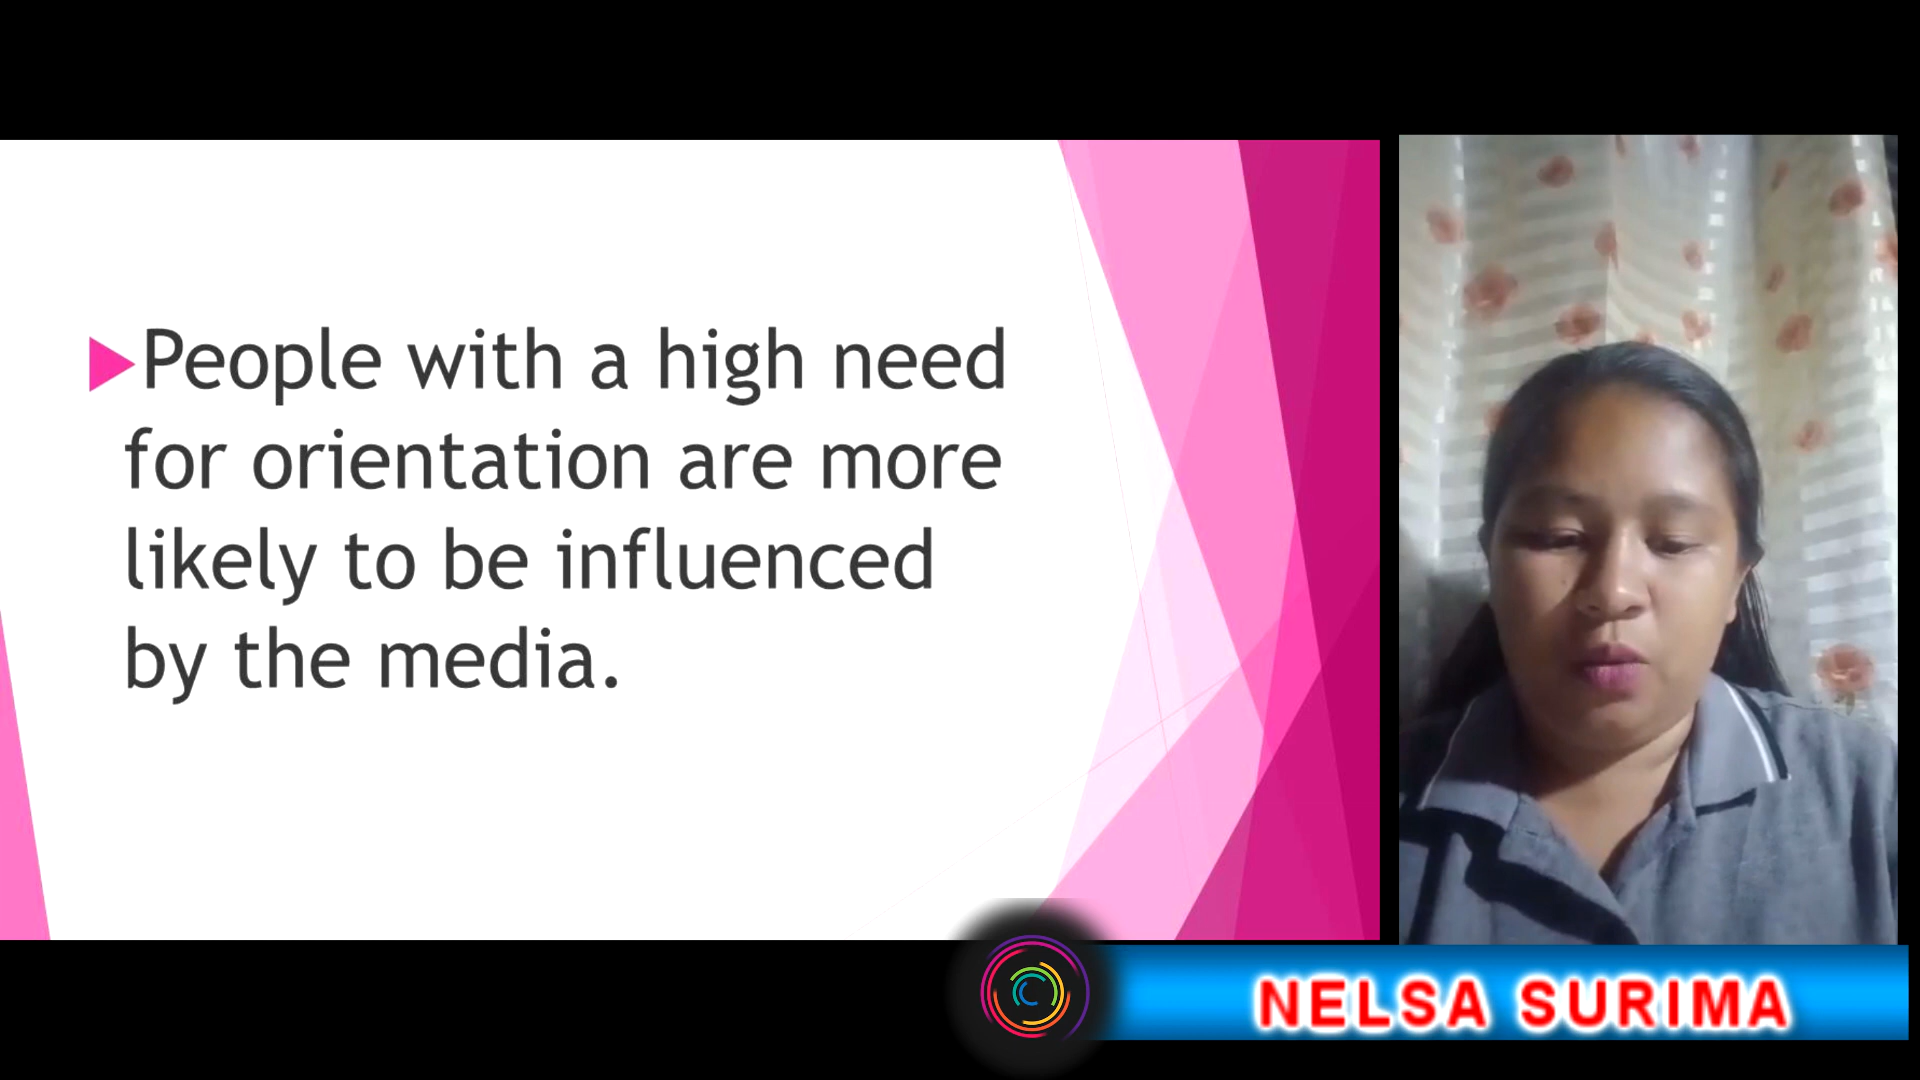 People with a high need
for orientation are more
likely to be influenced
by the media.
NELSA SURIMA